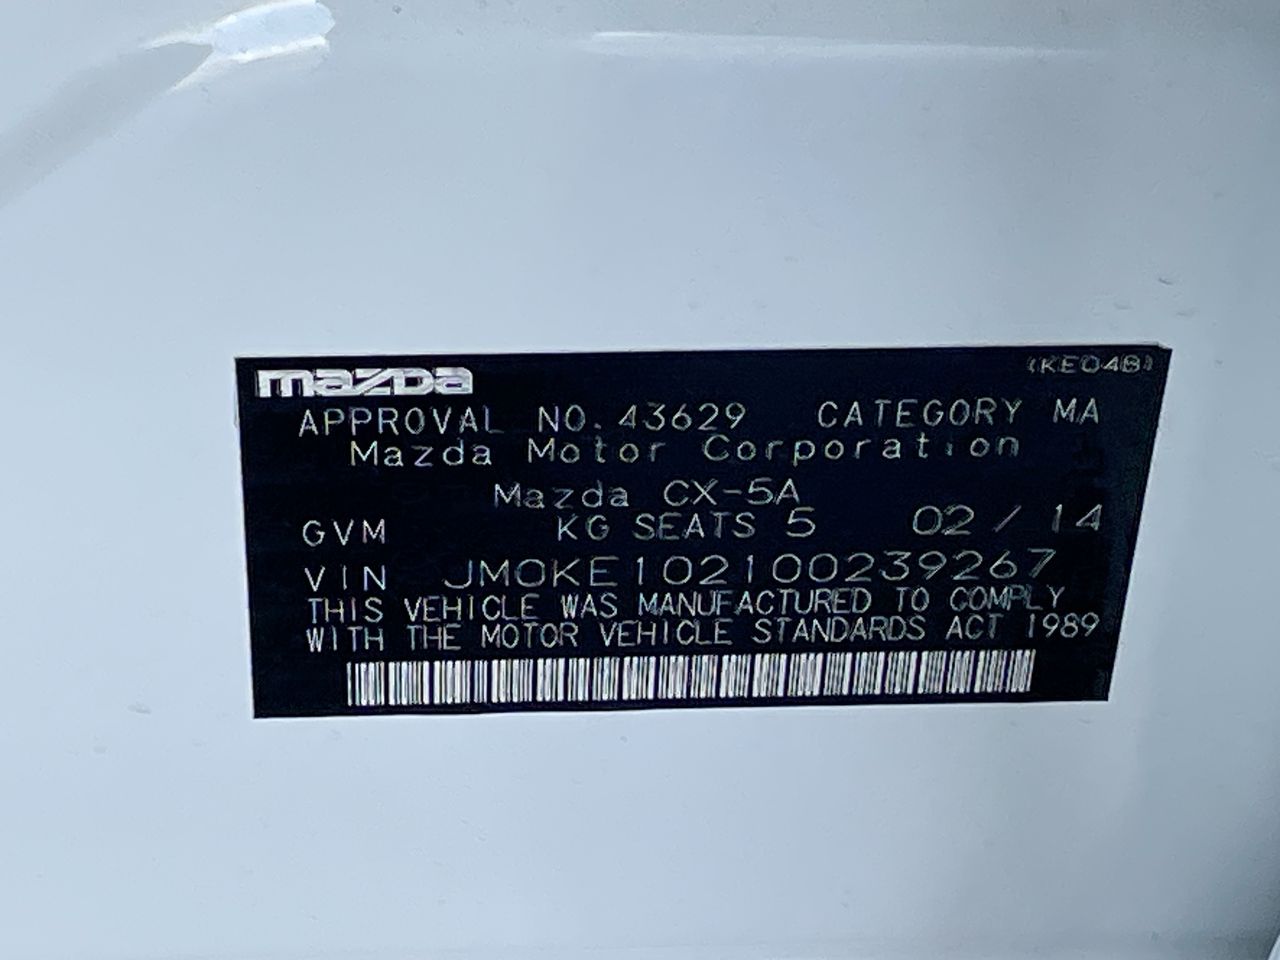 mazda
(KE04B)
APPROVAL NO.43629 CATEGORY MA
Mazda Motor Corporation
Mazda CX-5A
GVM KG SEATS 5 02 / 14
VIN JM0KE102100239267
THIS VEHICLE WAS MANUFACTURED TO COMPLY
WITH THE MOTOR VEHICLE STANDARDS ACT 1989